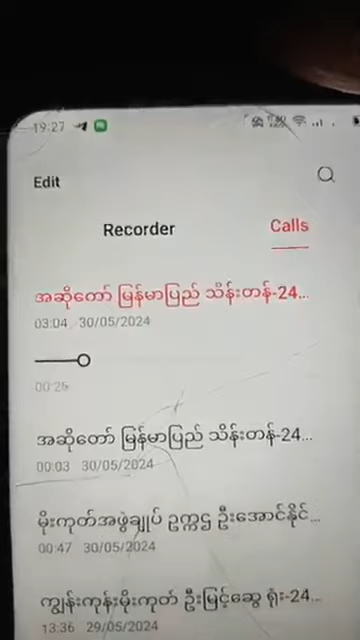 19:27
Edit
Recorder Calls
အဆိုတော် မြန်မာပြည် သိန်းတန်-24...
03:04 30/05/2024
00:25
အဆိုတော် မြန်မာပြည် သိန်းတန်-24...
00:03 30/05/2024
မိုးကုတ်အဖွဲ့ချုပ် ဥက္ကဌ ဦးအောင်နိုင်...
00:47 30/05/2024
ကျွန်းကုန်းမိုးကုတ် ဦးမြင့်ဆွေ ရုံး-24...
13:36 29/05/2024